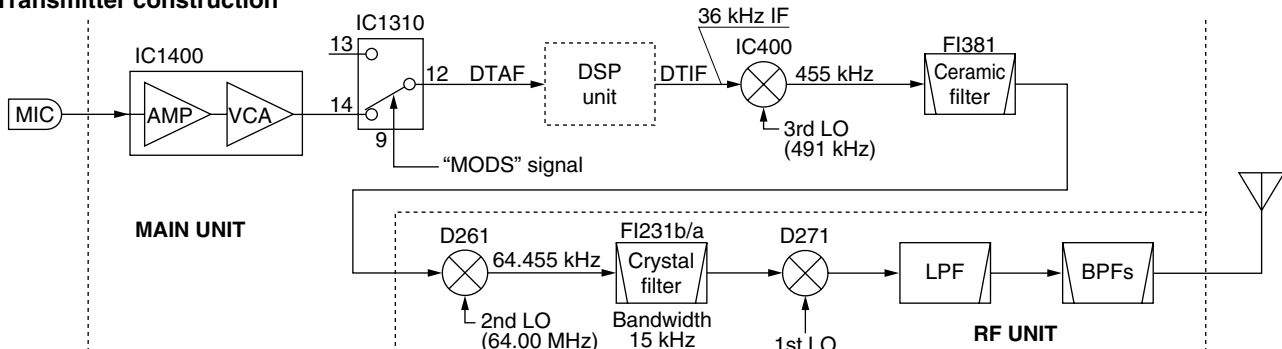 Transmitter construction
IC1310
36 kHz IF
IC400
FI381
IC1400
13
12
DTAF
DSP
unit
DTIF
455 kHz
Ceramic
filter
MIC
AMP
VCA
14
9
3rd LO
(491 kHz)
"MODS" signal
MAIN UNIT
D261
FI231b/a
D271
64.455 kHz
Crystal
filter
LPF
BPFs
2nd LO
(64.00 MHz)
Bandwidth
15 kHz
1st LO
RF UNIT